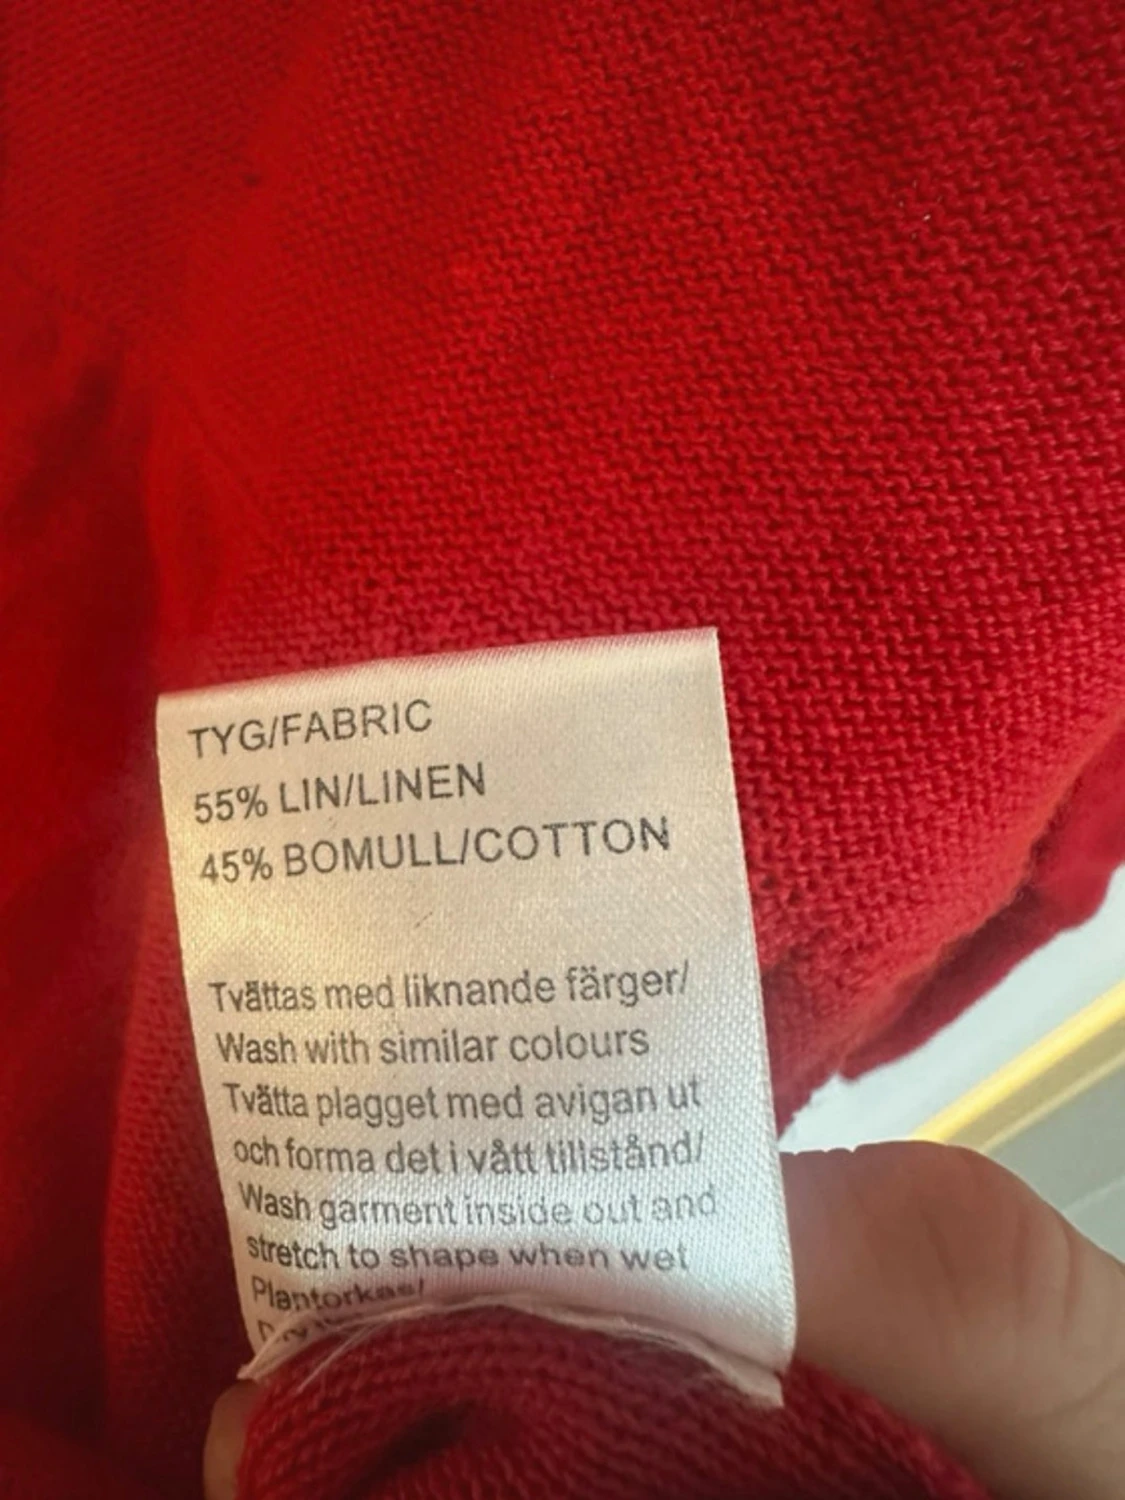 TYG/FABRIC
55% LIN/LINEN
45% BOMULL/COTTON
Tvättas med liknande färger/
Wash with similar colours
Tvätta plagget med avigan ut
och forma det i vått tillstånd/
Wash garment inside out and
stretch to shape when wet
Plantorkas/
Dry